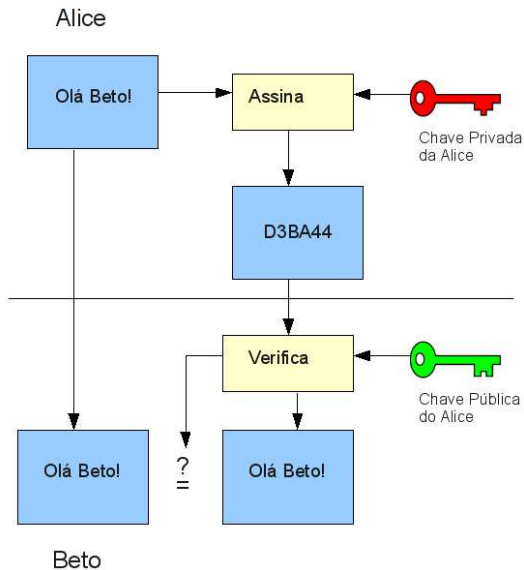 Alice
Olá Beto!
Assina
Chave Privada
da Alice
D3BA44
Verifica
Chave Pública
do Alice
Olá Beto!
?
=
Olá Beto!
Beto